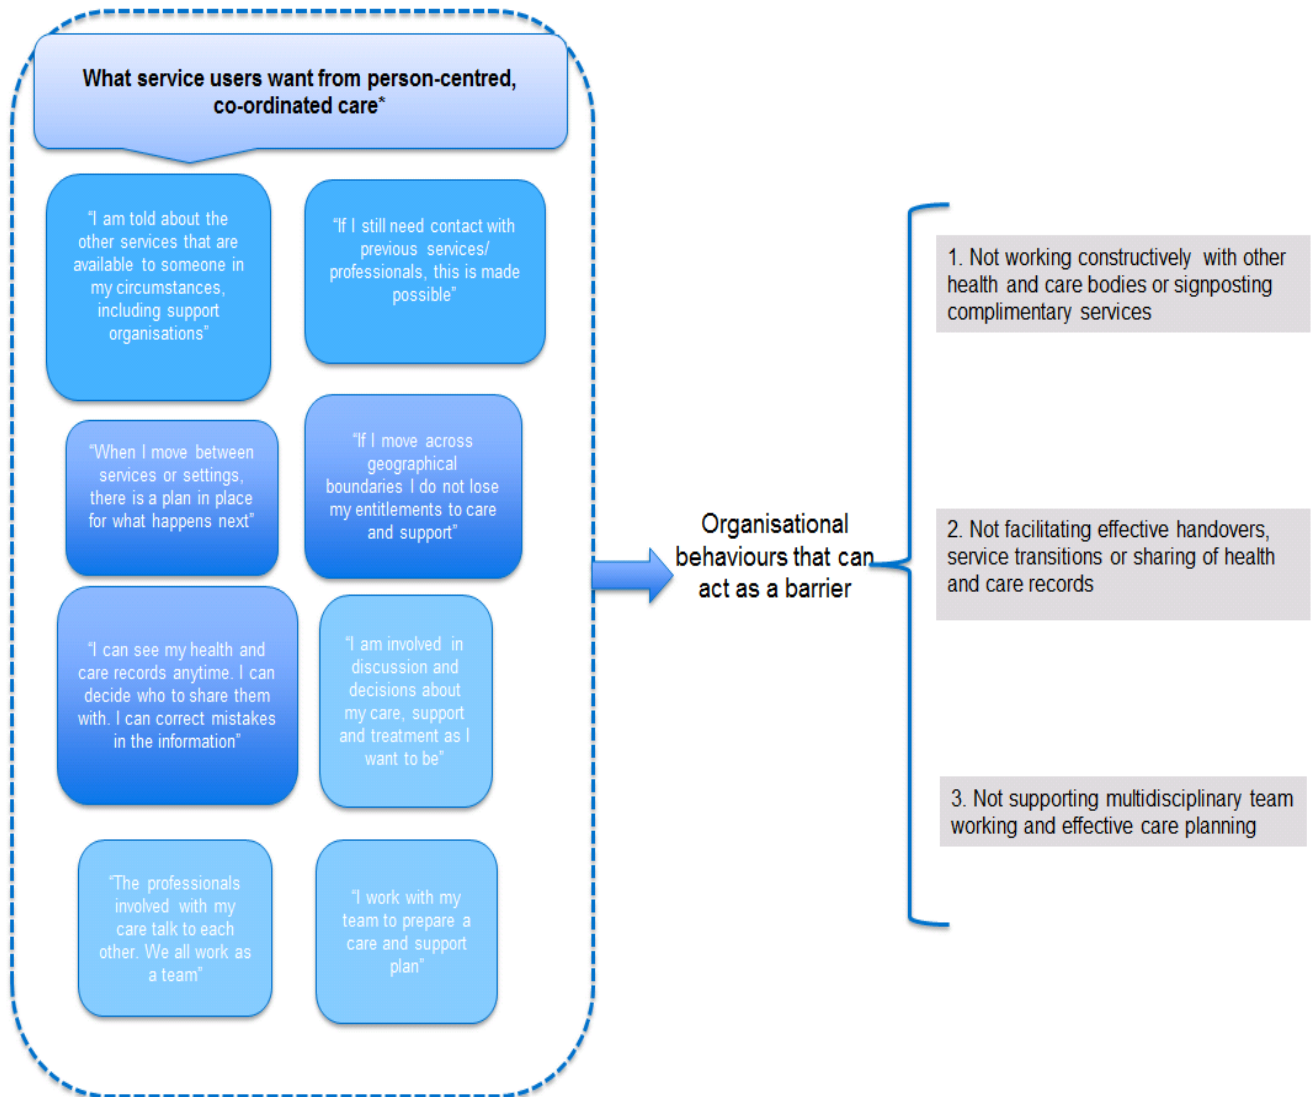 What service users want from person-centred,
co-ordinated care*
“I am told about the
other services that are
available to someone in
my circumstances,
including support
organisations”
“If I still need contact with
previous services/
professionals, this is made
possible”
“When I move between
services or settings,
there is a plan in place
for what happens next”
“If I move across
geographical
boundaries I do not lose
my entitlements to care
and support”
“I can see my health and
care records anytime. I can
decide who to share them
with. I can correct mistakes
in the information”
“I am involved in
discussion and
decisions about
my care, support
and treatment as I
want to be”
“The professionals
involved with my
care talk to each
other. We all work as
a team”
“I work with my
team to prepare a
care and support
plan”
Organisational
behaviours that can
act as a barrier
1. Not working constructively with other
health and care bodies or signposting
complimentary services
2. Not facilitating effective handovers,
service transitions or sharing of health
and care records
3. Not supporting multidisciplinary team
working and effective care planning